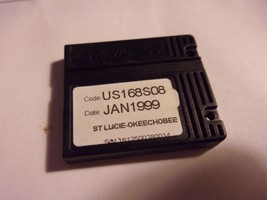 Code: US168S08
Date: JAN1999
ST LUCIE-OKEECHOBEE